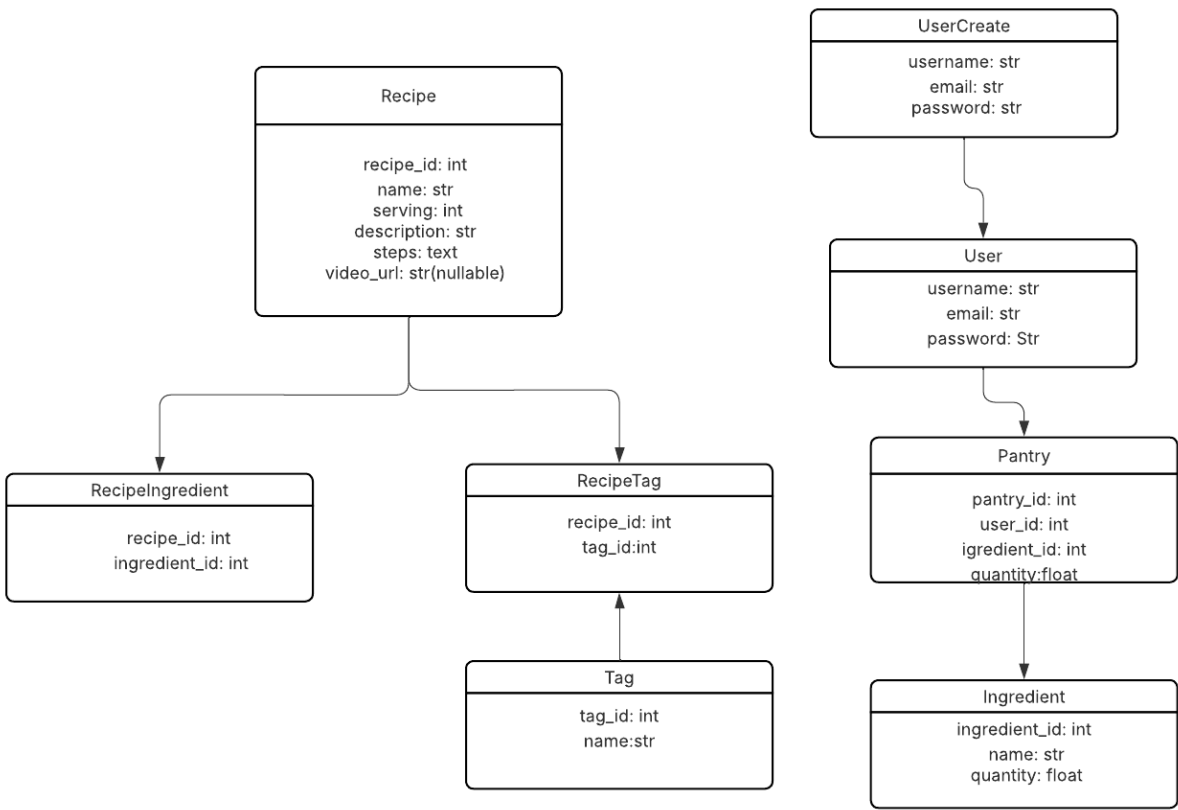 Recipe
recipe_id: int
name: str
serving: int
description: str
steps: text
video_url: str(nullable)
RecipeIngredient
recipe_id: int
ingredient_id: int
RecipeTag
recipe_id: int
tag_id:int
Tag
tag_id: int
name:str
UserCreate
username: str
email: str
password: str
User
username: str
email: str
password: Str
Pantry
pantry_id: int
user_id: int
igredient_id: int
quantity:float
Ingredient
ingredient_id: int
name: str
quantity: float